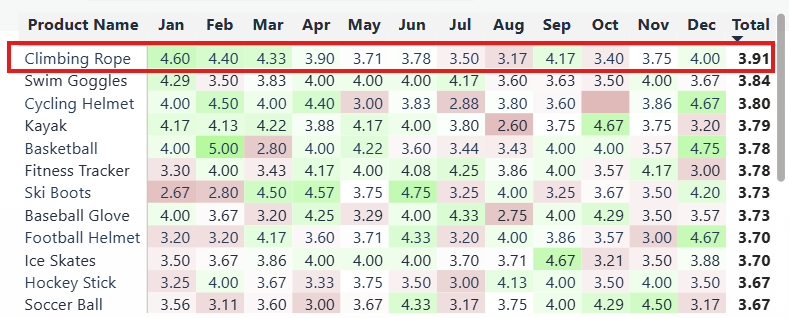 Product Name Jan Feb Mar Apr May Jun Jul Aug Sep Oct Nov Dec Total
Climbing Rope 4.60 4.40 4.33 3.90 3.71 3.78 3.50 3.17 4.17 3.40 3.75 4.00 3.91
Swim Goggles 4.29 3.50 3.83 4.00 4.00 4.00 4.17 3.60 3.63 3.50 4.00 3.67 3.84
Cycling Helmet 4.00 4.50 4.00 4.40 3.00 3.83 2.88 3.80 3.60 3.86 4.67 3.80
Kayak 4.17 4.13 4.22 3.88 4.17 4.00 3.80 2.60 3.75 4.67 3.75 3.20 3.79
Basketball 4.00 5.00 2.80 4.00 4.22 3.60 3.44 3.43 4.00 4.00 3.57 4.75 3.78
Fitness Tracker 3.30 4.00 3.43 4.17 4.00 4.08 4.25 3.86 4.00 3.57 4.17 3.00 3.78
Ski Boots 2.67 2.80 4.50 4.57 3.75 4.75 3.25 4.00 3.25 3.67 3.50 4.20 3.73
Baseball Glove 4.00 3.67 3.20 4.25 3.29 4.00 4.33 2.75 4.00 4.29 3.50 3.57 3.73
Football Helmet 3.20 3.20 4.17 3.60 3.71 4.33 3.20 4.00 3.86 3.57 3.00 4.67 3.70
Ice Skates 3.50 3.67 3.86 4.00 4.00 4.00 3.70 3.71 4.67 3.21 3.50 3.88 3.70
Hockey Stick 3.25 4.00 3.67 3.33 3.75 3.50 3.00 4.13 4.00 3.50 4.00 3.50 3.67
Soccer Ball 3.56 3.11 3.60 3.00 3.67 4.33 3.17 3.75 4.00 4.29 4.50 3.17 3.67